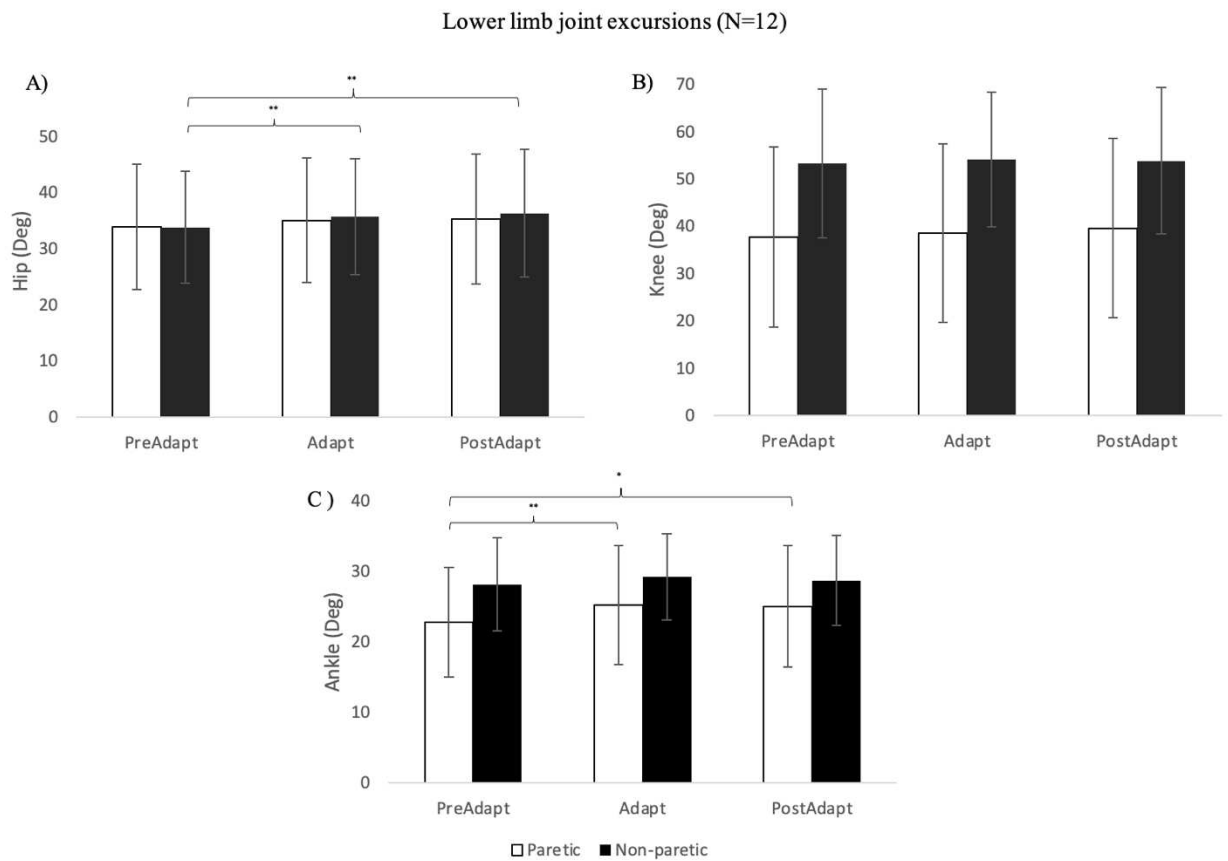 Lower limb joint excursions (N=12)
A)
**
**
Hip (Deg)
50
40
30
20
10
0
PreAdapt Adapt PostAdapt
B)
Knee (Deg)
70
60
50
40
30
20
10
0
PreAdapt Adapt PostAdapt
C )
*
**
Ankle (Deg)
40
30
20
10
0
PreAdapt Adapt PostAdapt
Paretic Non-paretic